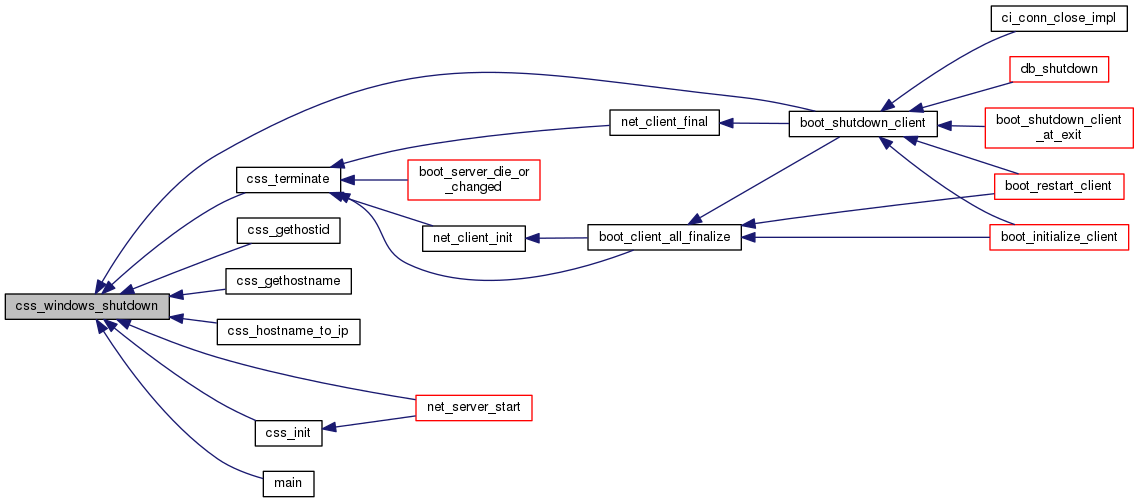 ci_conn_close_impl
db_shutdown
boot_shutdown_client
_at_exit
boot_restart_client
boot_initialize_client
boot_shutdown_client
net_client_final
css_terminate
boot_server_die_or
_changed
net_client_init
boot_client_all_finalize
css_gethostid
css_gethostname
css_windows_shutdown
css_hostname_to_ip
net_server_start
css_init
main